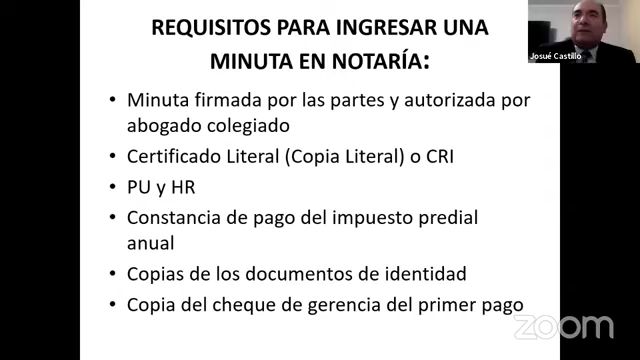 REQUISITOS PARA INGRESAR UNA
MINUTA EN NOTARÍA:
• Minuta firmada por las partes y autorizada por
abogado colegiado
• Certificado Literal (Copia Literal) o CRI
• PU y HR
• Constancia de pago del impuesto predial
anual
• Copias de los documentos de identidad
• Copia del cheque de gerencia del primer pago
Josué Castillo
zoom